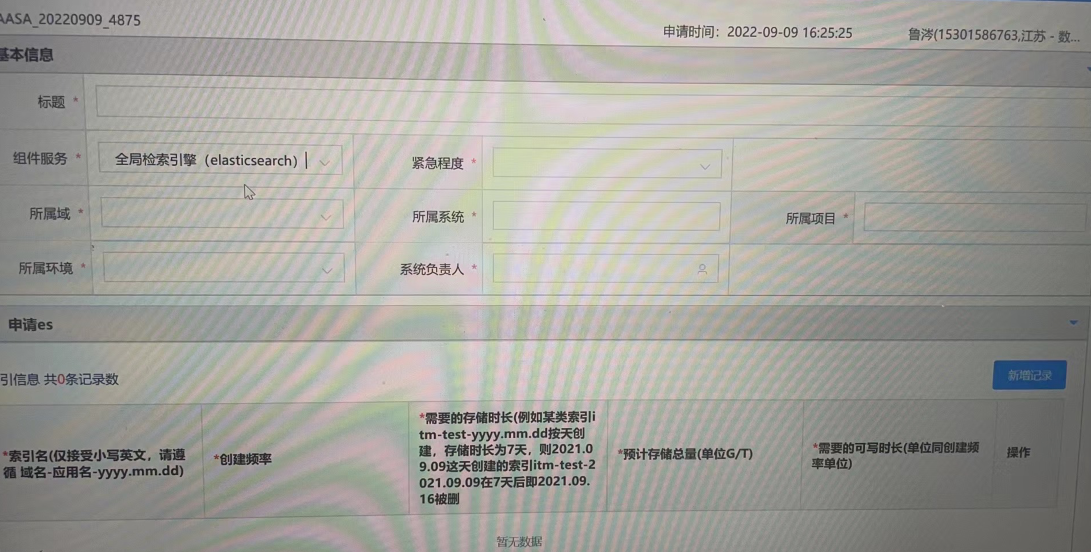 AASA_20220909_4875
申请时间：2022-09-09 16:25:25
鲁涔(15301586763,江苏 - 数...
基本信息
标题 *
组件服务 *
全局检索引擎（elasticsearch）
紧急程度 *
所属域 *
所属系统 *
所属项目 *
所属环境 *
系统负责人 *
申请es
引信息 共0条记录数
新增记录
*索引名(仅接受小写英文，请遵
循 域名-应用名-yyyy.mm.dd)
*创建频率
*需要的存储时长(例如某类索引i
tm-test-yyyy.mm.dd按天创
建，存储时长为7天，则2021.0
9.09这天创建的索引itm-test-2
021.09.09在7天后即2021.09.
16被删
*预计存储总量(单位G/T)
*需要的可写时长(单位同创建频
率单位)
操作
暂无数据